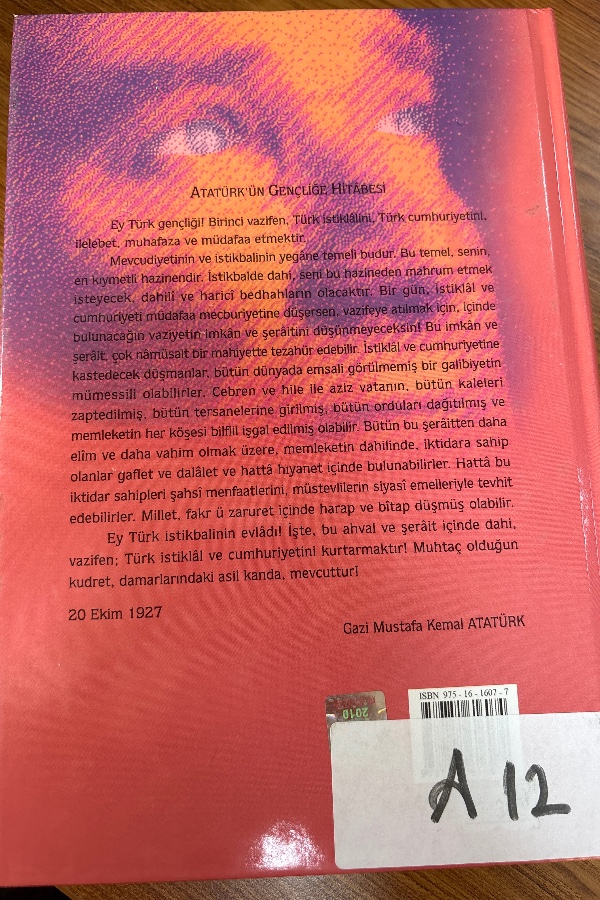 ATATÜRK'ÜN GENÇLİĞE HİTÂBESİ
Ey Türk gençliği! Birinci vazifen, Türk istiklâlini, Türk cumhuriyetini,
ilelebet, muhafaza ve müdafaa etmektir.
Mevcudiyetinin ve istikbalinin yegâne temeli budur. Bu temel, senin,
en kıymetli hazinendir. İstikbalde dahi, seni bu hazineden mahrum etmek
isteyecek, dahilî ve haricî bedhahların olacaktır. Bir gün, istiklâl ve
cumhuriyeti müdafaa mecburiyetine düşersen, vazifeye atılmak için, içinde
bulunacağın vaziyetin imkân ve şerâitini düşünmeyeceksin! Bu imkân ve
şerâit, çok nâmüsait bir mahiyette tezahür edebilir. İstiklâl ve cumhuriyetine
kastedecek düşmanlar, bütün dünyada emsali görülmemiş bir galibiyetin
mümessili olabilirler. Cebren ve hile ile aziz vatanın, bütün kaleleri
zaptedilmiş, bütün tersanelerine girilmiş, bütün orduları dağıtılmış ve
memleketin her köşesi bilfiil işgal edilmiş olabilir. Bütün bu şerâitten daha
elîm ve daha vahim olmak üzere, memleketin dahilinde, iktidara sahip
olanlar gaflet ve dalâlet ve hattâ hıyanet içinde bulunabilirler. Hattâ bu
iktidar sahipleri şahsî menfaatlerini, müstevlilerin siyasî emelleriyle tevhit
edebilirler. Millet, fakr ü zaruret içinde harap ve bîtap düşmüş olabilir.
Ey Türk istikbalinin evlâdı! İşte, bu ahval ve şerâit içinde dahi,
vazifen; Türk istiklâl ve cumhuriyetini kurtarmaktır! Muhtaç olduğun
kudret, damarlarındaki asil kanda, mevcuttur!
20 Ekim 1927
Gazi Mustafa Kemal ATATÜRK
ISBN 975 - 16 - 1607 - 7
2010
A 12